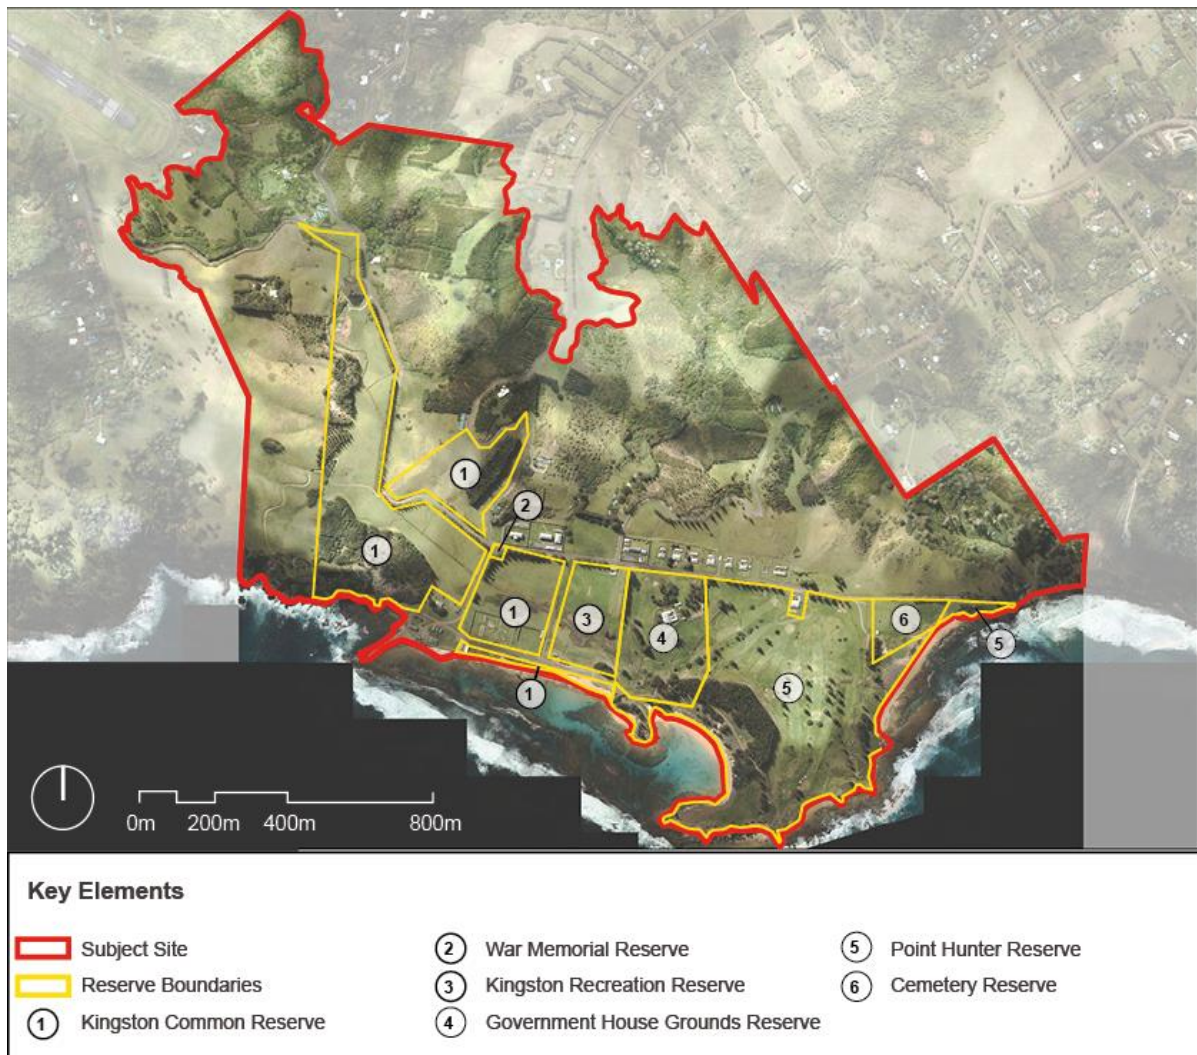 1
2
1
1
3
4
6
5
5
1
0m 200m 400m 800m
Key Elements
Subject Site
Reserve Boundaries
1 Kingston Common Reserve
2 War Memorial Reserve
3 Kingston Recreation Reserve
4 Government House Grounds Reserve
5 Point Hunter Reserve
6 Cemetery Reserve